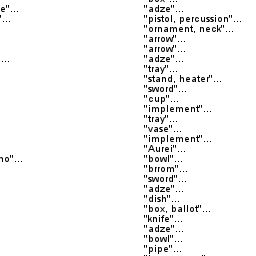 e"...
"adze"...
"...
"pistol, percussion"...
"ornament, neck"...
"arrow"...
"arrow"...
...
"adze"...
"tray"...
"stand, heater"...
"sword"...
"cup"...
"implement"...
"tray"...
"vase"...
"implement"...
"Aurei"...
no"...
"bowl"...
"brrom"...
"sword"...
"adze"...
"dish"...
"box, ballot"...
"knife"...
"adze"...
"bowl"...
"pipe"...